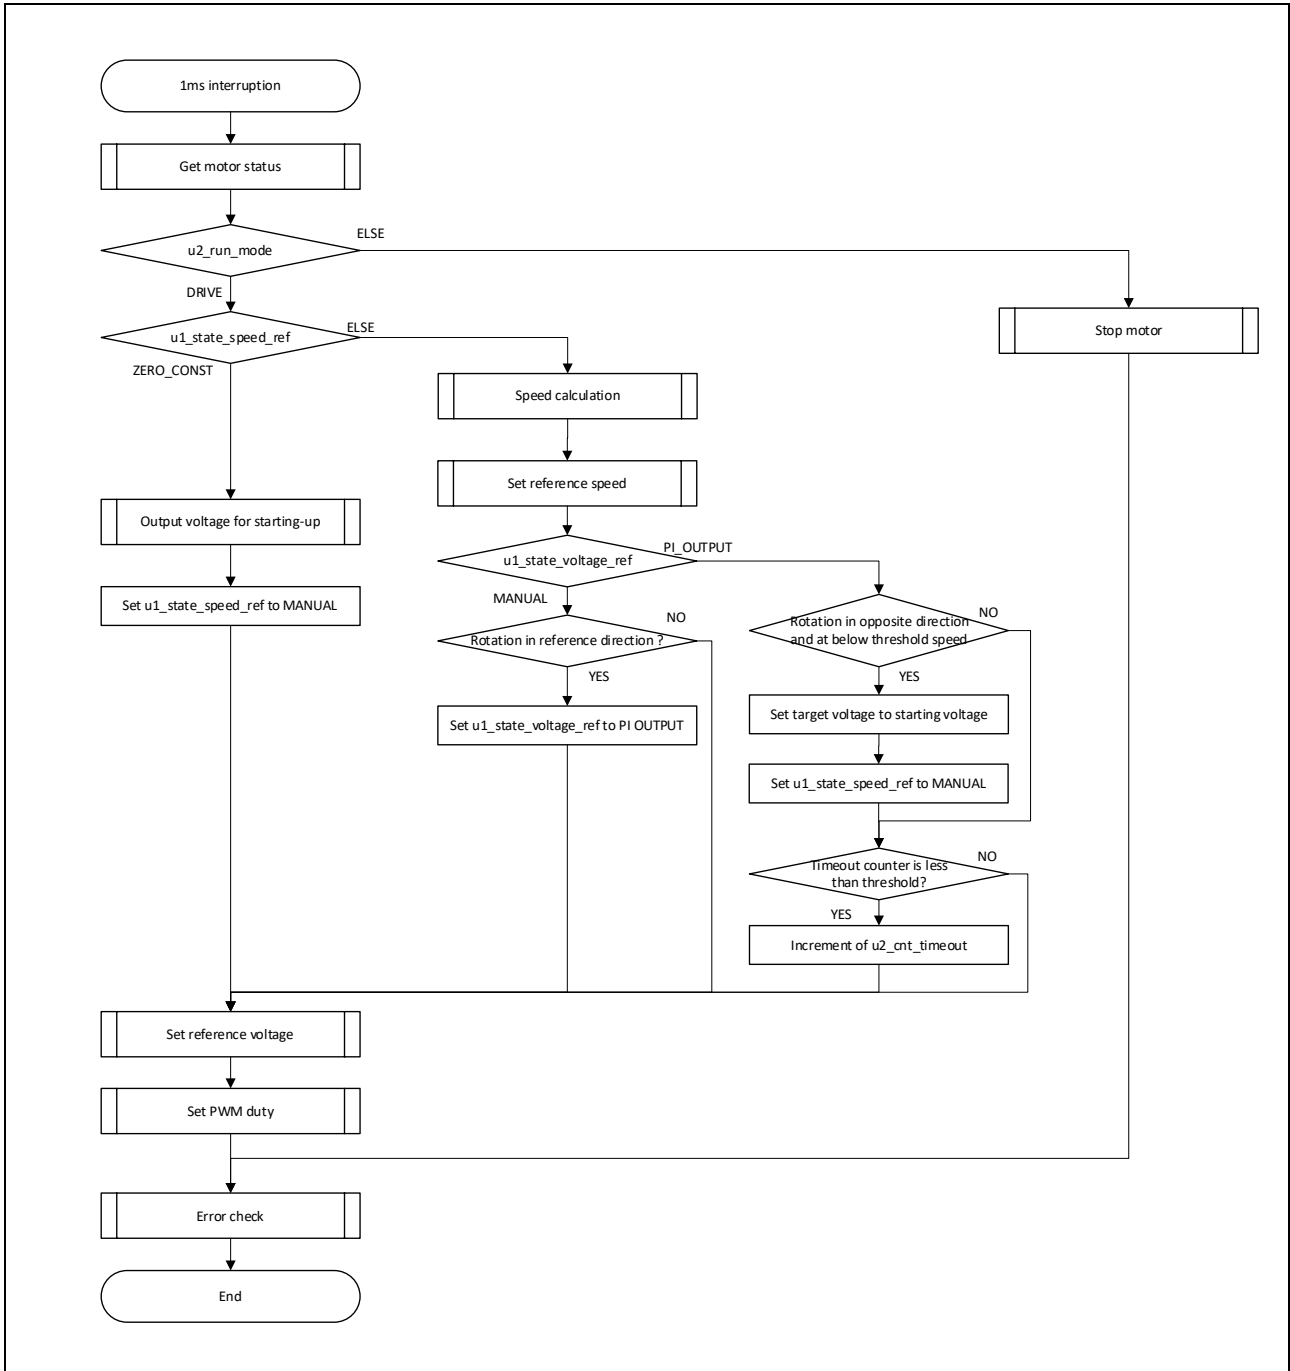 1ms interruption
Get motor status
u2_run_mode
ELSE
DRIVE
u1_state_speed_ref
ELSE
ZERO_CONST
Stop motor
Speed calculation
Set reference speed
Output voltage for starting-up
Set u1_state_speed_ref to MANUAL
u1_state_voltage_ref
PI_OUTPUT
MANUAL
Rotation in reference direction ?
NO
YES
Set u1_state_voltage_ref to PI OUTPUT
Rotation in opposite direction
and at below threshold speed
NO
YES
Set target voltage to starting voltage
Set u1_state_speed_ref to MANUAL
Timeout counter is less
than threshold?
NO
YES
Increment of u2_cnt_timeout
Set reference voltage
Set PWM duty
Error check
End